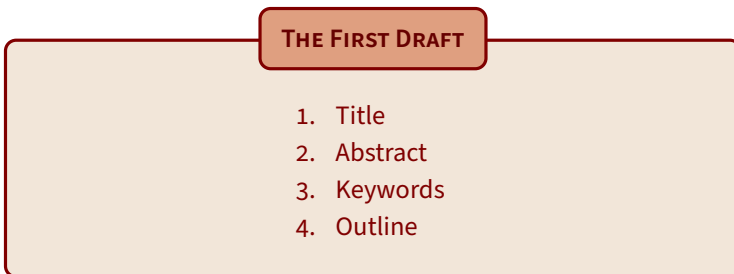 The First Draft
1. Title
2. Abstract
3. Keywords
4. Outline